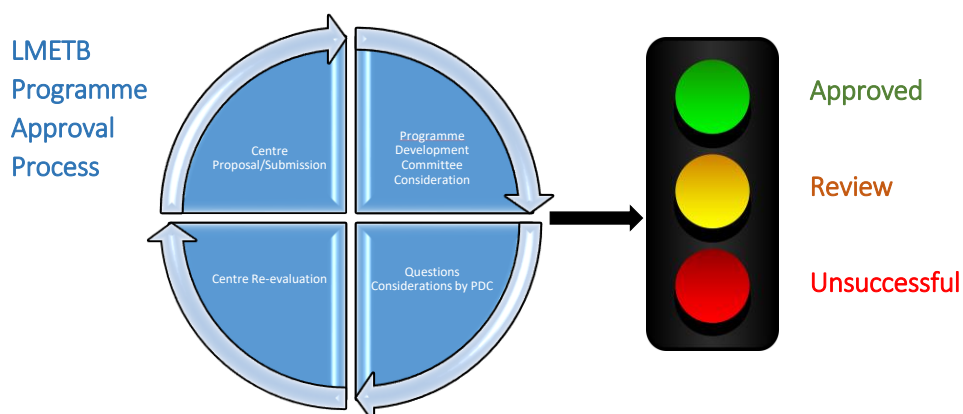 LMETB
Programme
Approval
Process
Centre
Proposal/Submission
Programme
Development
Committee
Consideration
Centre Re-evaluation
Questions
Considerations by PDC
Approved
Review
Unsuccessful